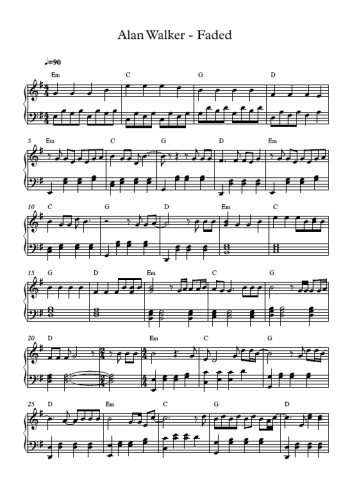 Alan Walker - Faded
♩=90
Em C G D
5 Em C G D Em
10 C G D Em C
15 G D Em C G
20 D Em C G
25 D Em C G D